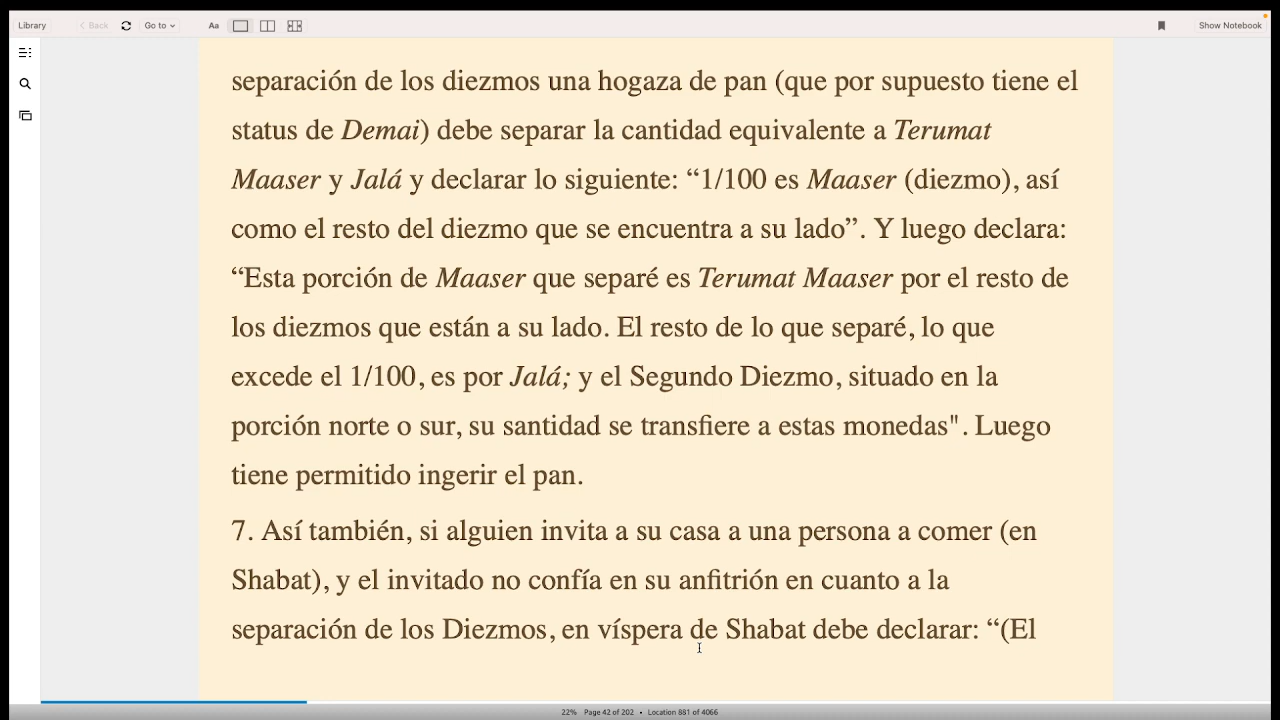 Library
Back
Go to
Aa
Show Notebook
separación de los diezmos una hogaza de pan (que por supuesto tiene el
status de Demai) debe separar la cantidad equivalente a Terumat
Maaser y Jalá y declarar lo siguiente: “1/100 es Maaser (diezmo), así
como el resto del diezmo que se encuentra a su lado”. Y luego declara:
“Esta porción de Maaser que separé es Terumat Maaser por el resto de
los diezmos que están a su lado. El resto de lo que separé, lo que
excede el 1/100, es por Jalá; y el Segundo Diezmo, situado en la
porción norte o sur, su santidad se transfiere a estas monedas". Luego
tiene permitido ingerir el pan.
7. Así también, si alguien invita a su casa a una persona a comer (en
Shabat), y el invitado no confía en su anfitrión en cuanto a la
separación de los Diezmos, en víspera de Shabat debe declarar: “(El
22% Page 42 of 202 • Location 881 of 4066